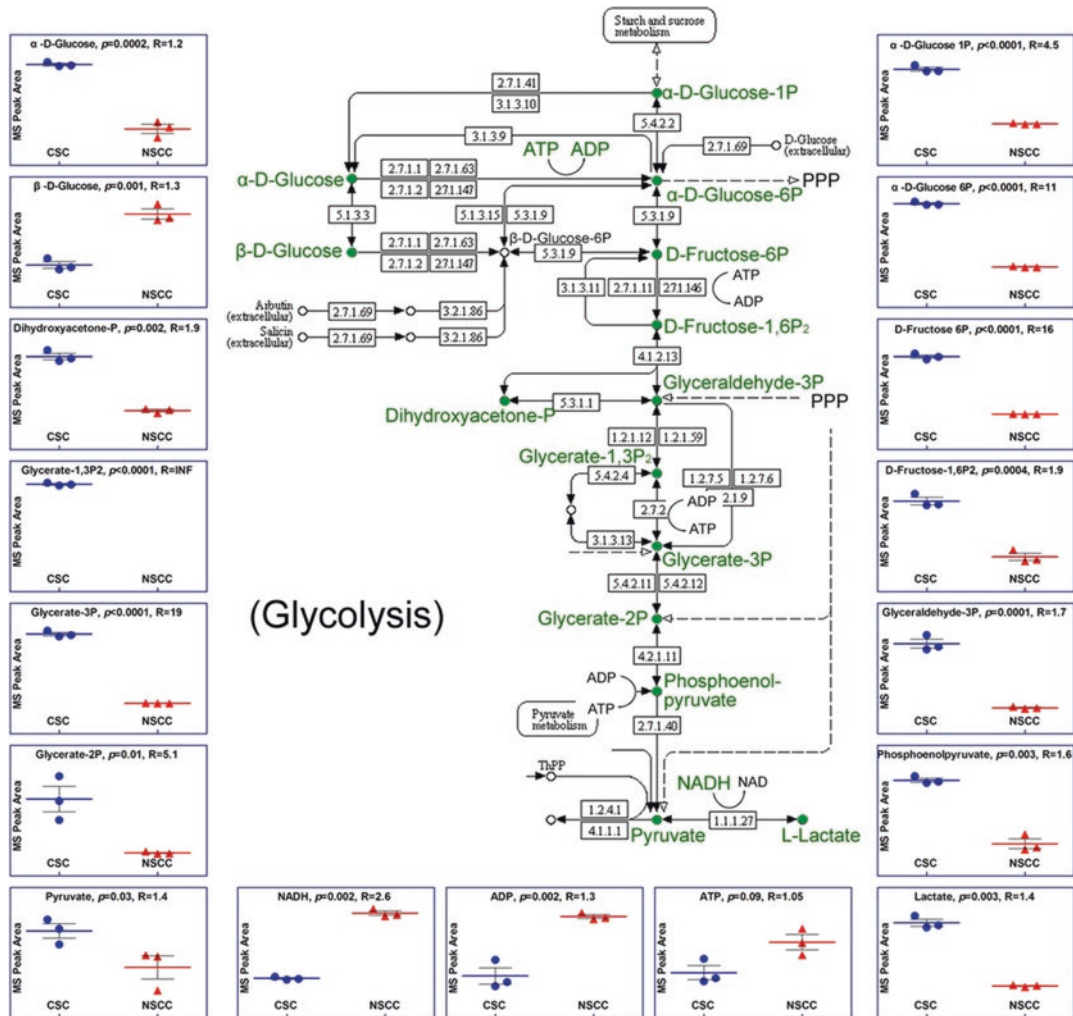 Starch and sucrose
metabolism
α -D-Glucose, p=0.0002, R=1.2
MS Peak Area
CSC
NSCC
β -D-Glucose, p=0.001, R=1.3
MS Peak Area
CSC
NSCC
Dihydroxyacetone-P, p=0.002, R=1.9
MS Peak Area
CSC
NSCC
Glycerate-1,3P2, p<0.0001, R=INF
MS Peak Area
CSC
NSCC
Glycerate-3P, p<0.0001, R=19
MS Peak Area
CSC
NSCC
Glycerate-2P, p=0.01, R=5.1
MS Peak Area
CSC
NSCC
Pyruvate, p=0.03, R=1.4
MS Peak Area
CSC
NSCC
2.7.1.41
3.1.3.10
α-D-Glucose-1P
5.4.2.2
3.1.3.9
ATP ADP
2.7.1.69
D-Glucose
(extracellular)
α-D-Glucose
2.7.1.1 2.7.1.63
2.7.1.2 2.7.1.147
α-D-Glucose-6P
PPP
5.1.3.3
5.1.3.15 5.3.1.9
5.3.1.9
β-D-Glucose-6P
β-D-Glucose
2.7.1.1 2.7.1.63
2.7.1.2 2.7.1.147
5.3.1.9
D-Fructose-6P
3.1.3.11 2.7.1.11 2.7.1.146
ATP
ADP
Arbutin
(extracellular)
2.7.1.69
3.2.1.86
Salicin
(extracellular)
2.7.1.69
3.2.1.86
D-Fructose-1,6P2
4.1.2.13
Glyceraldehyde-3P
Dihydroxyacetone-P
5.3.1.1
PPP
1.2.1.12 1.2.1.59
Glycerate-1,3P2
5.4.2.4
1.2.7.5 1.2.7.6
2.1.9
2.7.2
ADP
ATP
3.1.3.13
Glycerate-3P
5.4.2.11 5.4.2.12
(Glycolysis)
Glycerate-2P
4.2.1.11
ADP
ATP
Phosphoenol-
pyruvate
Pyruvate
metabolism
2.7.1.40
ThPP
1.2.4.1
4.1.1.1
Pyruvate
NADH NAD
1.1.1.27
L-Lactate
α -D-Glucose 1P, p<0.0001, R=4.5
MS Peak Area
CSC
NSCC
α -D-Glucose 6P, p<0.0001, R=11
MS Peak Area
CSC
NSCC
D-Fructose 6P, p<0.0001, R=16
MS Peak Area
CSC
NSCC
D-Fructose-1,6P2, p=0.0004, R=1.9
MS Peak Area
CSC
NSCC
Glyceraldehyde-3P, p=0.0001, R=1.7
MS Peak Area
CSC
NSCC
Phosphoenolpyruvate, p=0.003, R=1.6
MS Peak Area
CSC
NSCC
NADH, p=0.002, R=2.6
MS Peak Area
CSC
NSCC
ADP, p=0.002, R=1.3
MS Peak Area
CSC
NSCC
ATP, p=0.09, R=1.05
MS Peak Area
CSC
NSCC
Lactate, p=0.003, R=1.4
MS Peak Area
CSC
NSCC